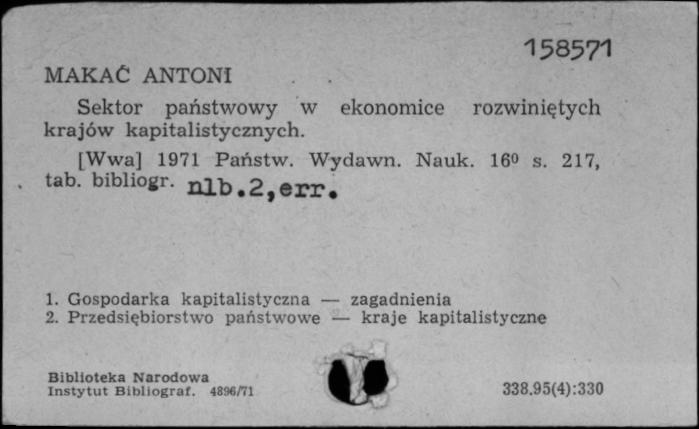 158571
MAKAĆ ANTONI
Sektor państwowy w ekonomice rozwiniętych
krajów kapitalistycznych.
[Wwa] 1971 Państw. Wydawn. Nauk. 16⁰ s. 217,
tab. bibliogr. nlb.2,err.
1. Gospodarka kapitalistyczna — zagadnienia
2. Przedsiębiorstwo państwowe — kraje kapitalistyczne
Biblioteka Narodowa
Instytut Bibliograf. 4896/71
338.95(4):330